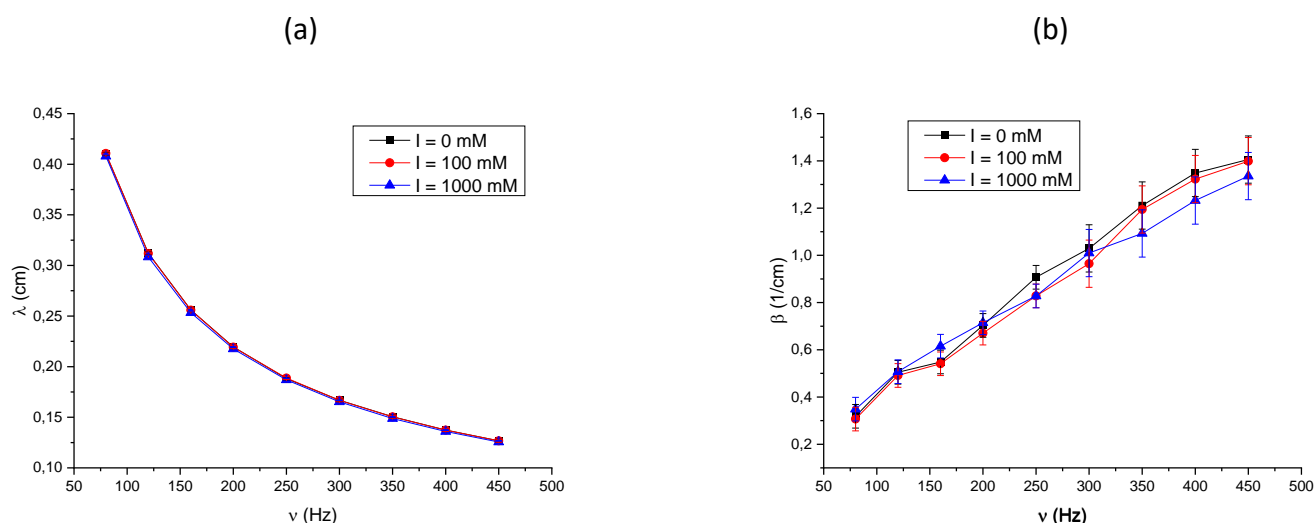 (a)
(b)
0,45
0,40
0,35
0,30
0,25
0,20
0,15
0,10
λ (cm)
50 100 150 200 250 300 350 400 450 500
ν (Hz)
I = 0 mM
I = 100 mM
I = 1000 mM
1,6
1,4
1,2
1,0
0,8
0,6
0,4
0,2
β (1/cm)
50 100 150 200 250 300 350 400 450 500
ν (Hz)
I = 0 mM
I = 100 mM
I = 1000 mM